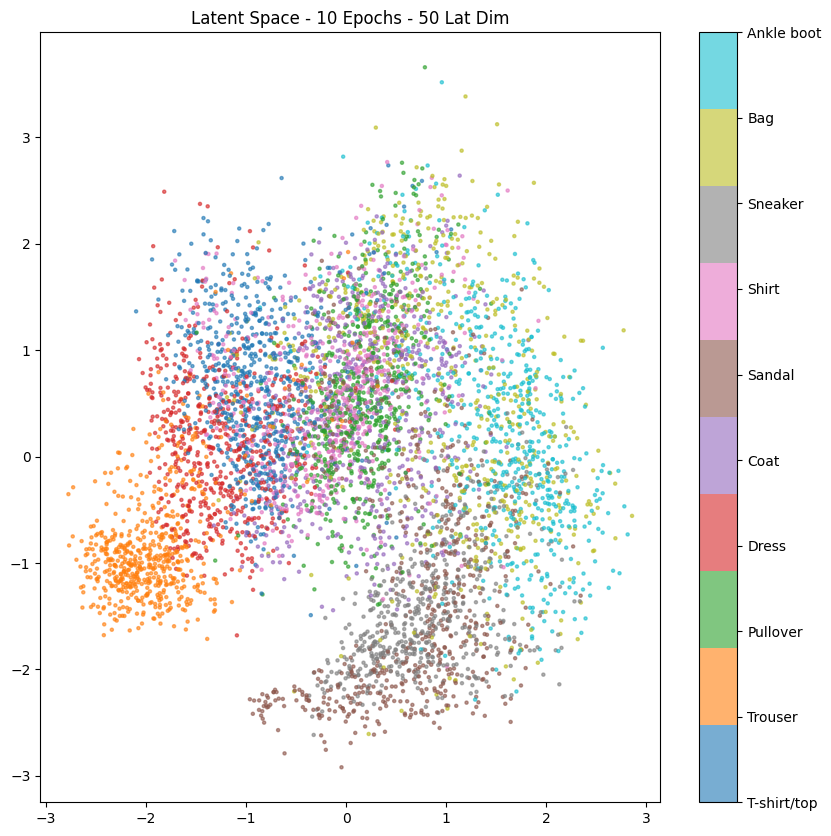 Latent Space - 10 Epochs - 50 Lat Dim
3
2
1
0
−1
−2
−3
−3
−2
−1
0
1
2
3
Ankle boot
Bag
Sneaker
Shirt
Sandal
Coat
Dress
Pullover
Trouser
T-shirt/top